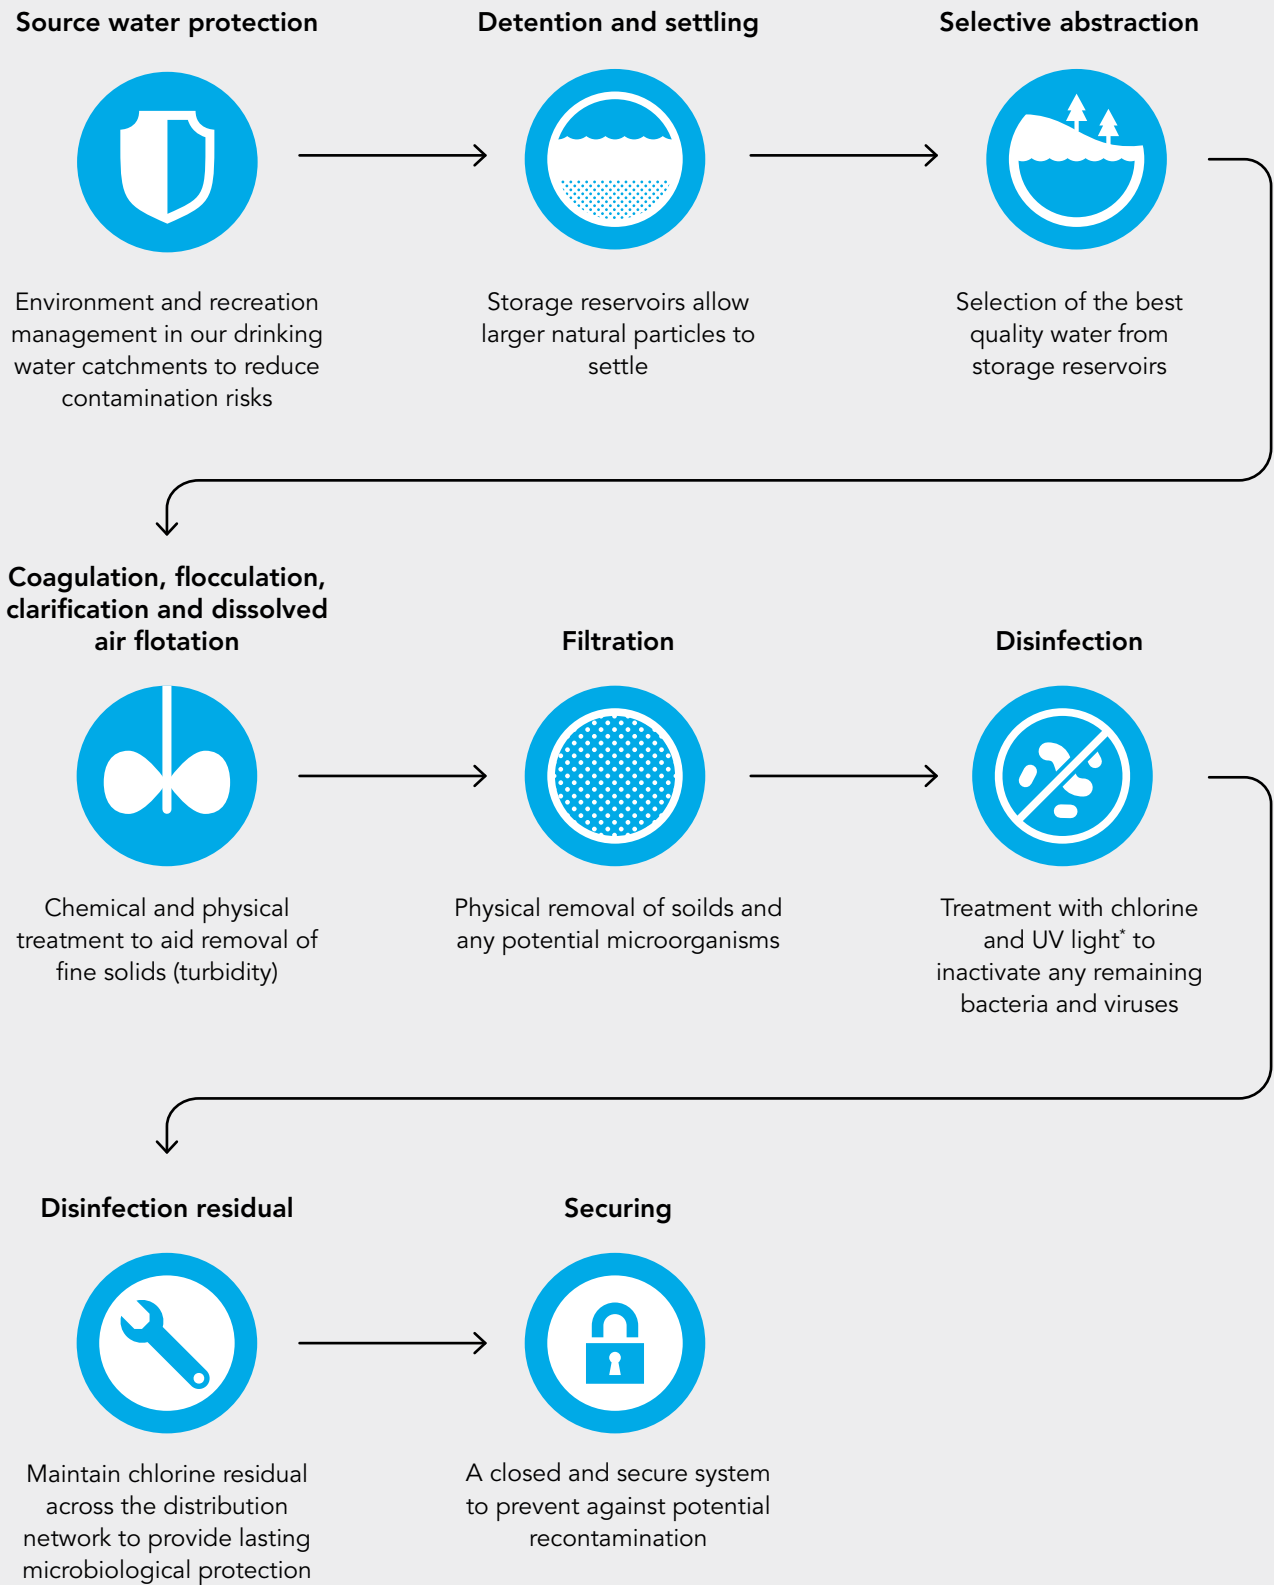 Source water protection
Environment and recreation
management in our drinking
water catchments to reduce
contamination risks
Detention and settling
Storage reservoirs allow
larger natural particles to
settle
Selective abstraction
Selection of the best
quality water from
storage reservoirs
Coagulation, flocculation,
clarification and dissolved
air flotation
Chemical and physical
treatment to aid removal of
fine solids (turbidity)
Filtration
Physical removal of soilds and
any potential microorganisms
Disinfection
Treatment with chlorine
and UV light* to
inactivate any remaining
bacteria and viruses
Disinfection residual
Maintain chlorine residual
across the distribution
network to provide lasting
microbiological protection
Securing
A closed and secure system
to prevent against potential
recontamination